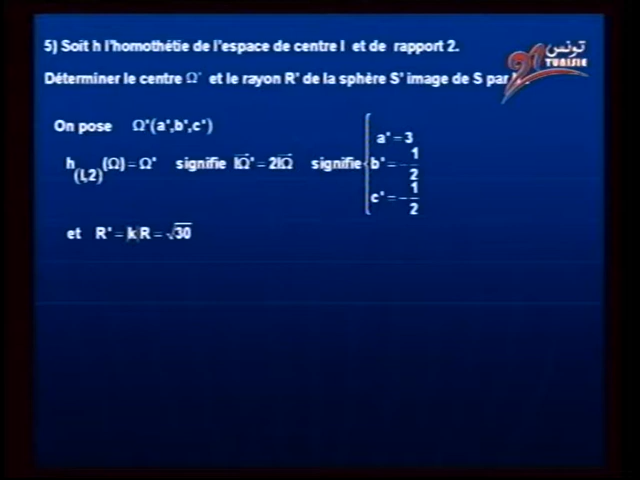 5) Soit h l'homothétie de l'espace de centre I et de rapport 2.
تونس
21
TUNISIE
Déterminer le centre Ω' et le rayon R' de la sphère S' image de S par
On pose Ω'(a',b',c')
h(I,2)(Ω) = Ω' signifie IΩ' = 2IΩ signifie { a' = 3
b' = -1/2
c' = -1/2
et R' = |k|R = √30